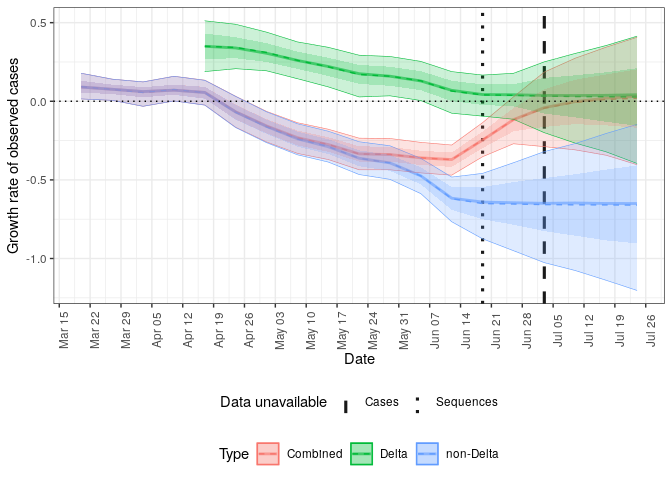 Growth rate of observed cases
0.5
0.0
-0.5
-1.0
Mar 15
Mar 22
Mar 29
Apr 05
Apr 12
Apr 19
Apr 26
May 03
May 10
May 17
May 24
May 31
Jun 07
Jun 14
Jun 21
Jun 28
Jul 05
Jul 12
Jul 19
Jul 26
Date
Data unavailable Cases Sequences
Type Combined Delta non-Delta